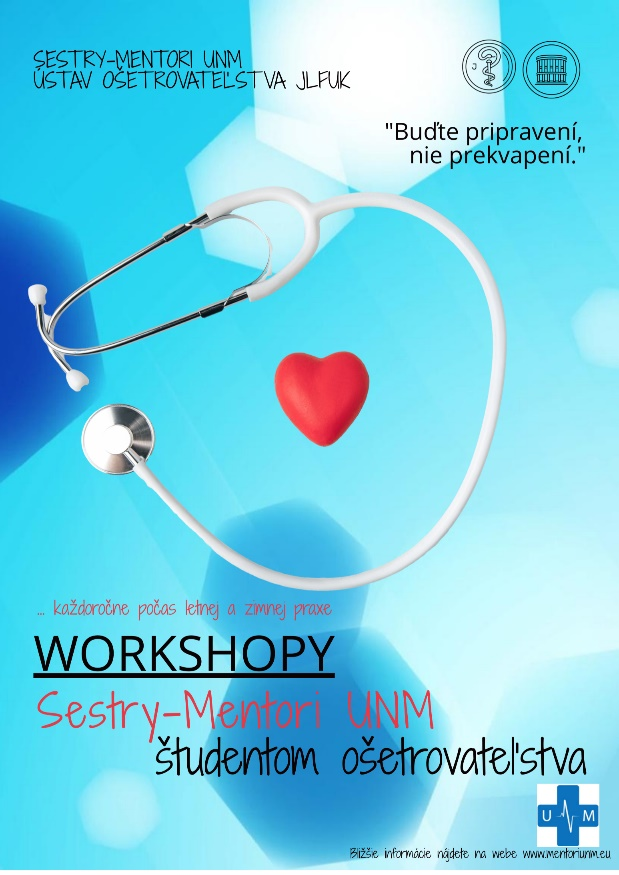 SESTRY-MENTORI UNM
ÚSTAV OŠETROVATEĽSTVA JLFUK
"Buďte pripravení,
nie prekvapení."
... každoročne počas letnej a zimnej praxe
WORKSHOPY
Sestry-Mentori UNM
študentom ošetrovateľstva
U M
Bližšie informácie nájdete na webe www.mentoriunm.eu